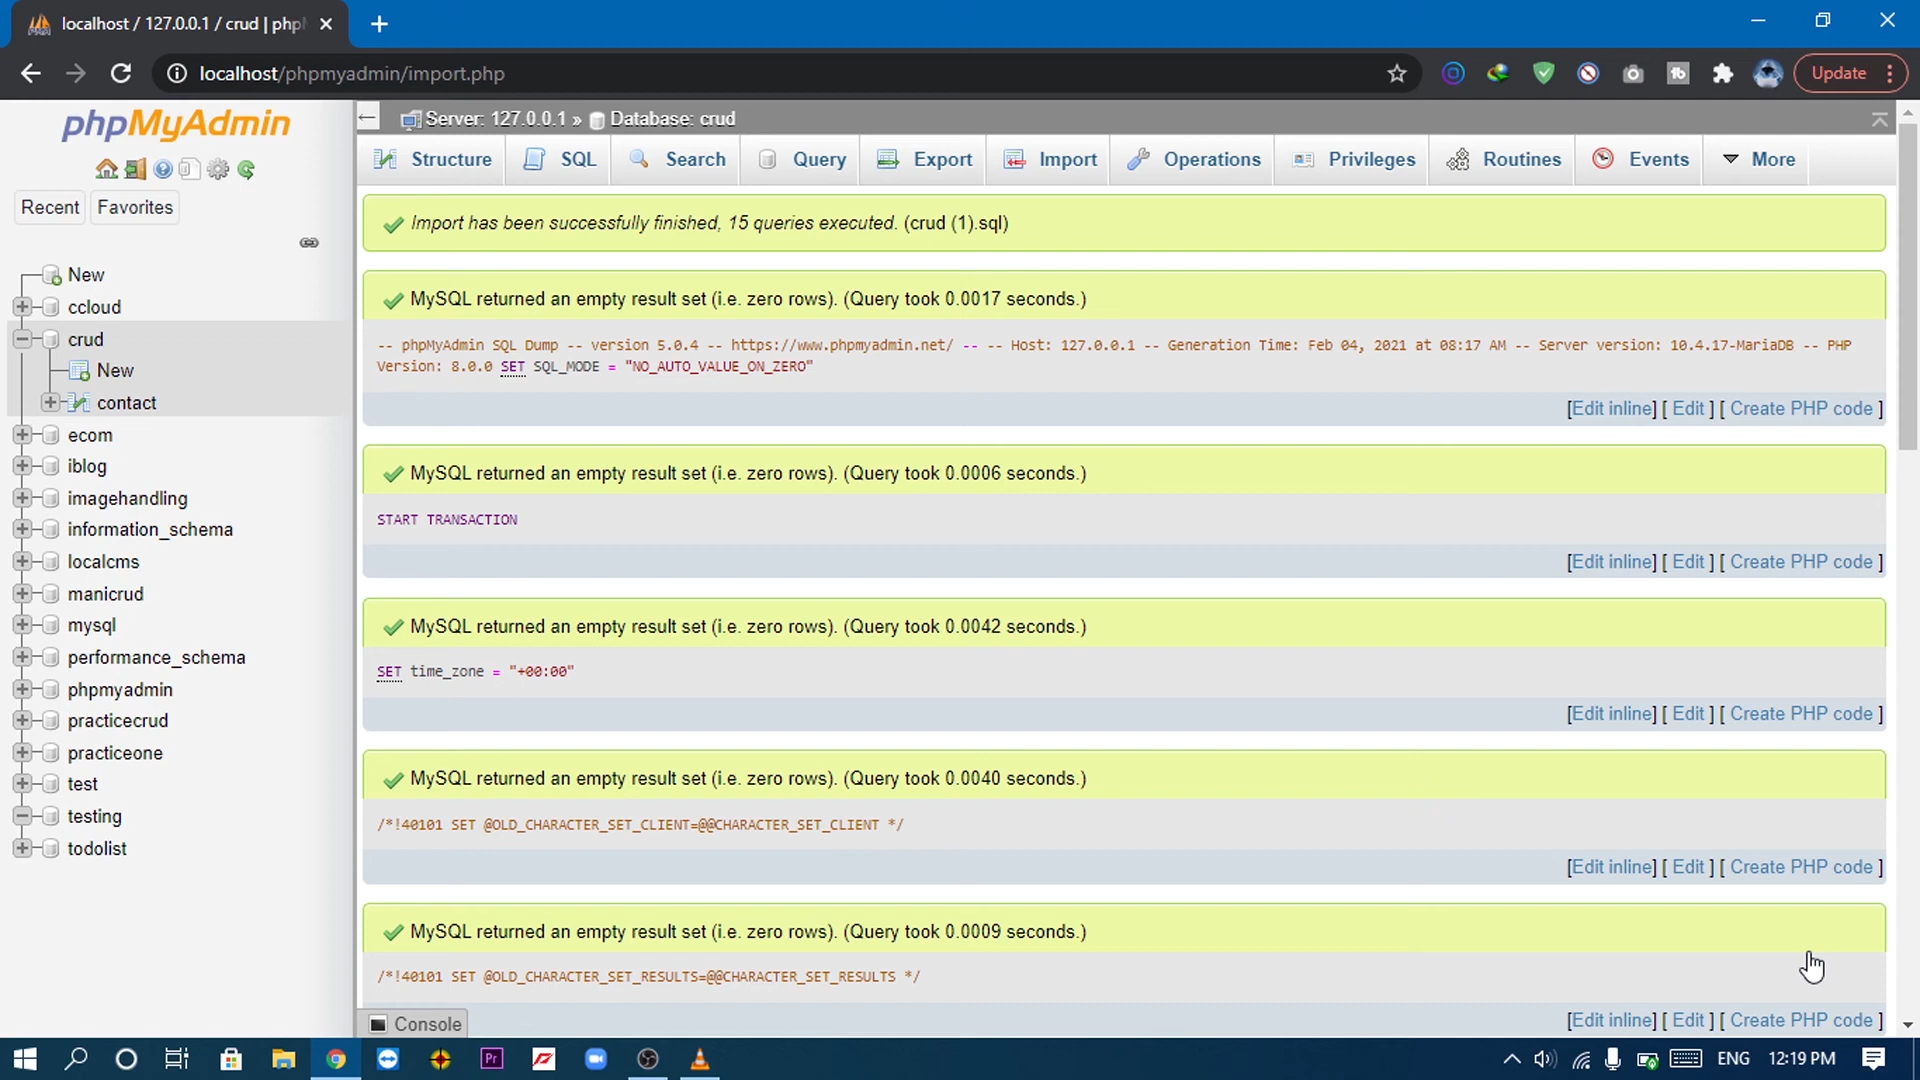 localhost / 127.0.0.1 / crud | php
localhost/phpmyadmin/import.php
Update
phpMyAdmin
Recent
Favorites
New
ccloud
crud
New
contact
ecom
iblog
imagehandling
information_schema
localcms
manicrud
mysql
performance_schema
phpmyadmin
practicecrud
practiceone
test
testing
todolist
Server: 127.0.0.1 » Database: crud
Structure SQL Search Query Export Import Operations Privileges Routines Events More
Import has been successfully finished, 15 queries executed. (crud (1).sql)
MySQL returned an empty result set (i.e. zero rows). (Query took 0.0017 seconds.)
-- phpMyAdmin SQL Dump -- version 5.0.4 -- https://www.phpmyadmin.net/ -- -- Host: 127.0.0.1 -- Generation Time: Feb 04, 2021 at 08:17 AM -- Server version: 10.4.17-MariaDB -- PHP
Version: 8.0.0 SET SQL_MODE = "NO_AUTO_VALUE_ON_ZERO"
[Edit inline] [ Edit ] [ Create PHP code ]
MySQL returned an empty result set (i.e. zero rows). (Query took 0.0006 seconds.)
START TRANSACTION
[Edit inline] [ Edit ] [ Create PHP code ]
MySQL returned an empty result set (i.e. zero rows). (Query took 0.0042 seconds.)
SET time_zone = "+00:00"
[Edit inline] [ Edit ] [ Create PHP code ]
MySQL returned an empty result set (i.e. zero rows). (Query took 0.0040 seconds.)
/*!40101 SET @OLD_CHARACTER_SET_CLIENT=@@CHARACTER_SET_CLIENT */
[Edit inline] [ Edit ] [ Create PHP code ]
MySQL returned an empty result set (i.e. zero rows). (Query took 0.0009 seconds.)
/*!40101 SET @OLD_CHARACTER_SET_RESULTS=@@CHARACTER_SET_RESULTS */
[Edit inline] [ Edit ] [ Create PHP code ]
Console
Pr
ENG
12:19 PM